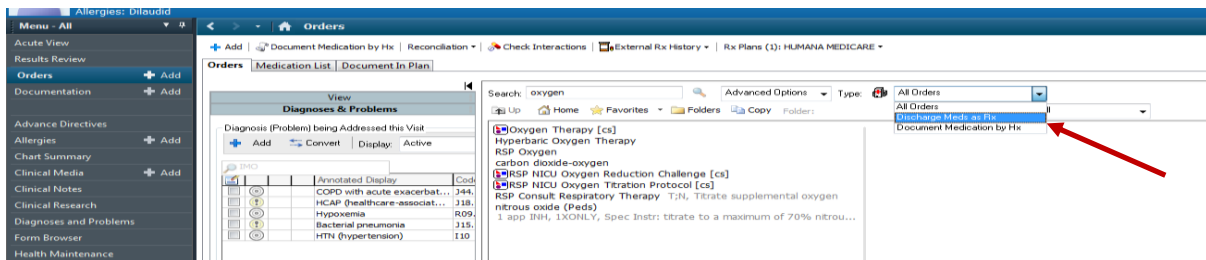 Allergies: Dilaudid
Menu - All
Orders
Acute View
Results Review
Orders Add
Documentation Add
Advance Directives
Allergies Add
Chart Summary
Clinical Media Add
Clinical Notes
Clinical Research
Diagnoses and Problems
Form Browser
Health Maintenance
Add Document Medication by Hx Reconciliation Check Interactions External Rx History Rx Plans (1): HUMANA MEDICARE
Orders Medication List Document In Plan
View
Diagnoses & Problems
Diagnosis (Problem) being Addressed this Visit
Add Convert Display: Active
IMO
Annotated Display Code
COPD with acute exacerbat... J44.
HCAP (healthcare-associat... J18.
Hypoxemia R09.
Bacterial pneumonia J15.
HTN (hypertension) I10
Search: oxygen Advanced Options Type: All Orders
Up Home Favorites Folders Copy Folder:
All Orders
Discharge Meds as Rx
Document Medication by Hx
Oxygen Therapy [cs]
Hyperbaric Oxygen Therapy
RSP Oxygen
carbon dioxide-oxygen
RSP NICU Oxygen Reduction Challenge [cs]
RSP NICU Oxygen Titration Protocol [cs]
RSP Consult Respiratory Therapy T;N, Titrate supplemental oxygen
nitrous oxide (Peds)
1 app INH, 1XONLY, Spec Instr: titrate to a maximum of 70% nitrou...